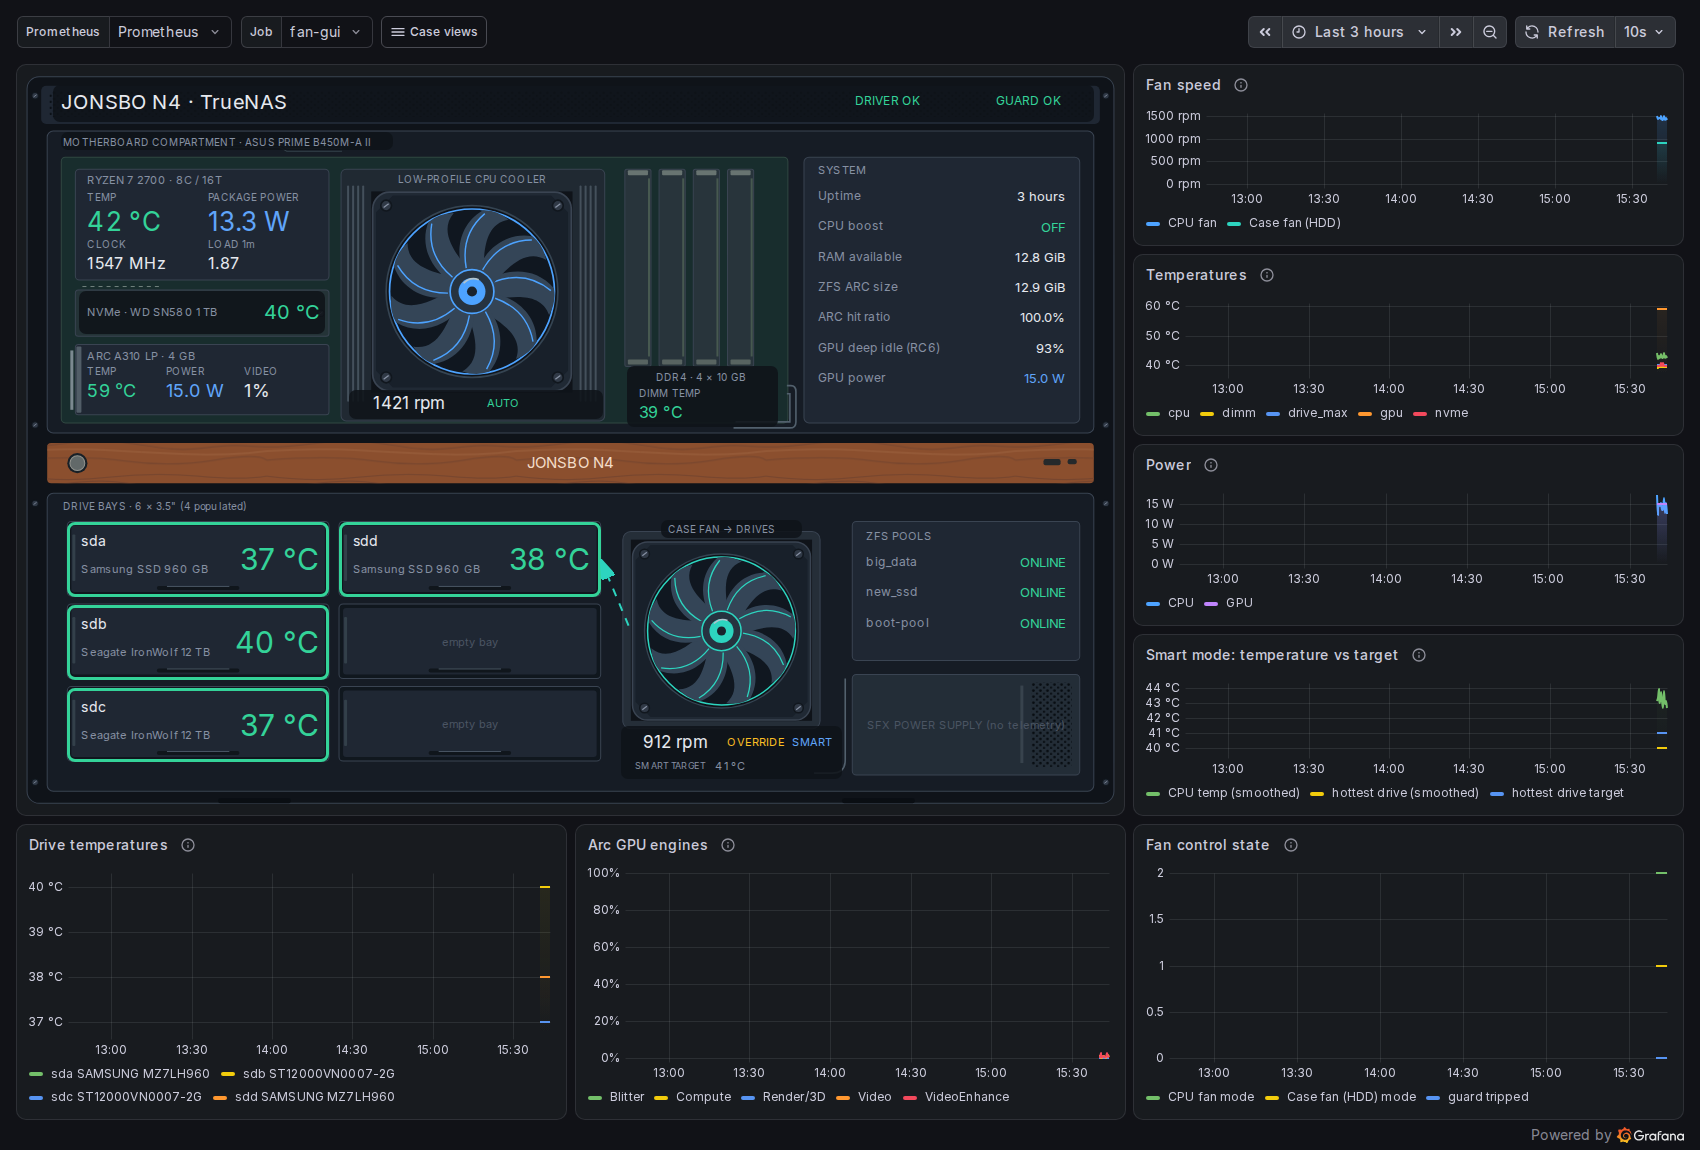 Prometheus Prometheus Job fan-gui Case views Last 3 hours Refresh 10s
JONSBO N4 · TrueNAS DRIVER OK GUARD OK
MOTHERBOARD COMPARTMENT · ASUS PRIME B450M-A II
RYZEN 7 2700 · 8C / 16T
TEMP PACKAGE POWER
42 °C 13.3 W
CLOCK LOAD 1m
1547 MHz 1.87
NVMe · WD SN580 1 TB 40 °C
ARC A310 LP · 4 GB
TEMP POWER VIDEO
59 °C 15.0 W 1%
LOW-PROFILE CPU COOLER
1421 rpm AUTO
DDR4 · 4 × 10 GB
DIMM TEMP
39 °C
SYSTEM
Uptime 3 hours
CPU boost OFF
RAM available 12.8 GiB
ZFS ARC size 12.9 GiB
ARC hit ratio 100.0%
GPU deep idle (RC6) 93%
GPU power 15.0 W
JONSBO N4
DRIVE BAYS · 6 × 3.5" (4 populated)
sda
Samsung SSD 960 GB 37 °C
sdd
Samsung SSD 960 GB 38 °C
sdb
Seagate IronWolf 12 TB 40 °C
empty bay
sdc
Seagate IronWolf 12 TB 37 °C
empty bay
CASE FAN → DRIVES
912 rpm OVERRIDE SMART
SMART TARGET 41°C
ZFS POOLS
big_data ONLINE
new_ssd ONLINE
boot-pool ONLINE
SFX POWER SUPPLY (no telemetry)
Fan speed
1500 rpm
1000 rpm
500 rpm
0 rpm
13:00 13:30 14:00 14:30 15:00 15:30
CPU fan Case fan (HDD)
Temperatures
60 °C
50 °C
40 °C
13:00 13:30 14:00 14:30 15:00 15:30
cpu dimm drive_max gpu nvme
Power
15 W
10 W
5 W
0 W
13:00 13:30 14:00 14:30 15:00 15:30
CPU GPU
Smart mode: temperature vs target
44 °C
43 °C
42 °C
41 °C
40 °C
13:00 13:30 14:00 14:30 15:00 15:30
CPU temp (smoothed) hottest drive (smoothed) hottest drive target
Drive temperatures
40 °C
39 °C
38 °C
37 °C
13:00 13:30 14:00 14:30 15:00 15:30
sda SAMSUNG MZ7LH960 sdb ST12000VN0007-2G
sdc ST12000VN0007-2G sdd SAMSUNG MZ7LH960
Arc GPU engines
100%
80%
60%
40%
20%
0%
13:00 13:30 14:00 14:30 15:00 15:30
Blitter Compute Render/3D Video VideoEnhance
Fan control state
2
1.5
1
0.5
0
13:00 13:30 14:00 14:30 15:00 15:30
CPU fan mode Case fan (HDD) mode guard tripped
Powered by Grafana